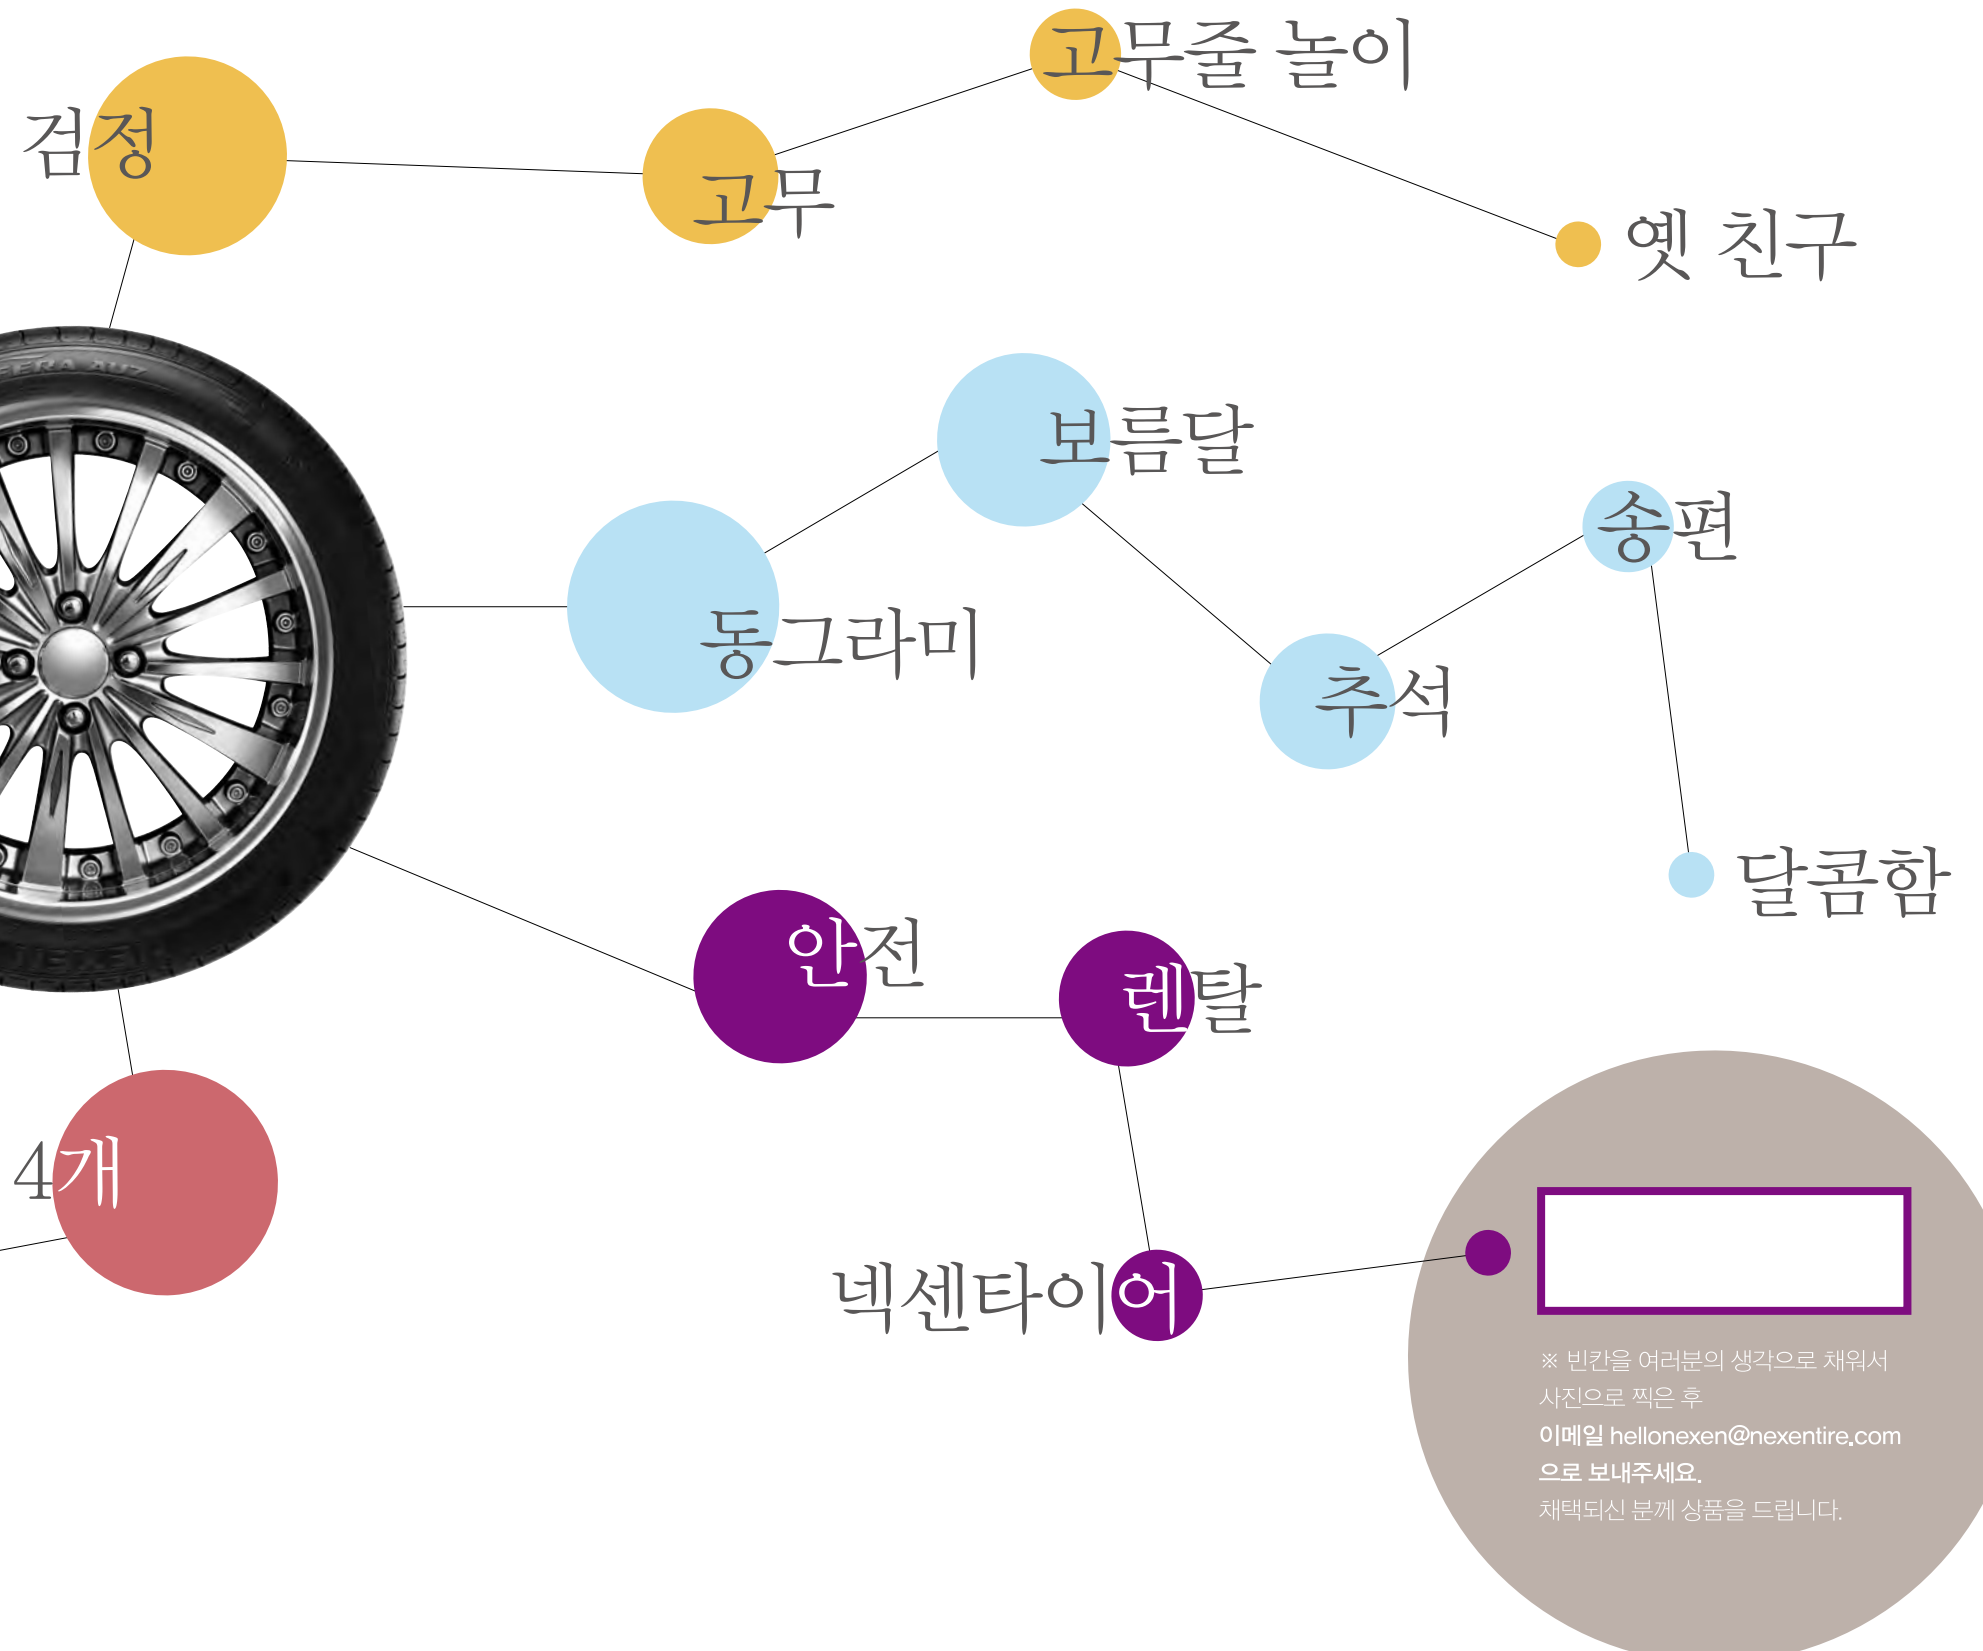 검정
고무
고무줄 놀이
옛 친구
AU7
보름달
동그라미
추석
송편
달콤함
안전
렌탈
4개
넥센타이어
※ 빈칸을 여러분의 생각으로 채워서
사진으로 찍은 후
이메일 hellonexen@nexentire.com
으로 보내주세요.
채택되신 분께 상품을 드립니다.